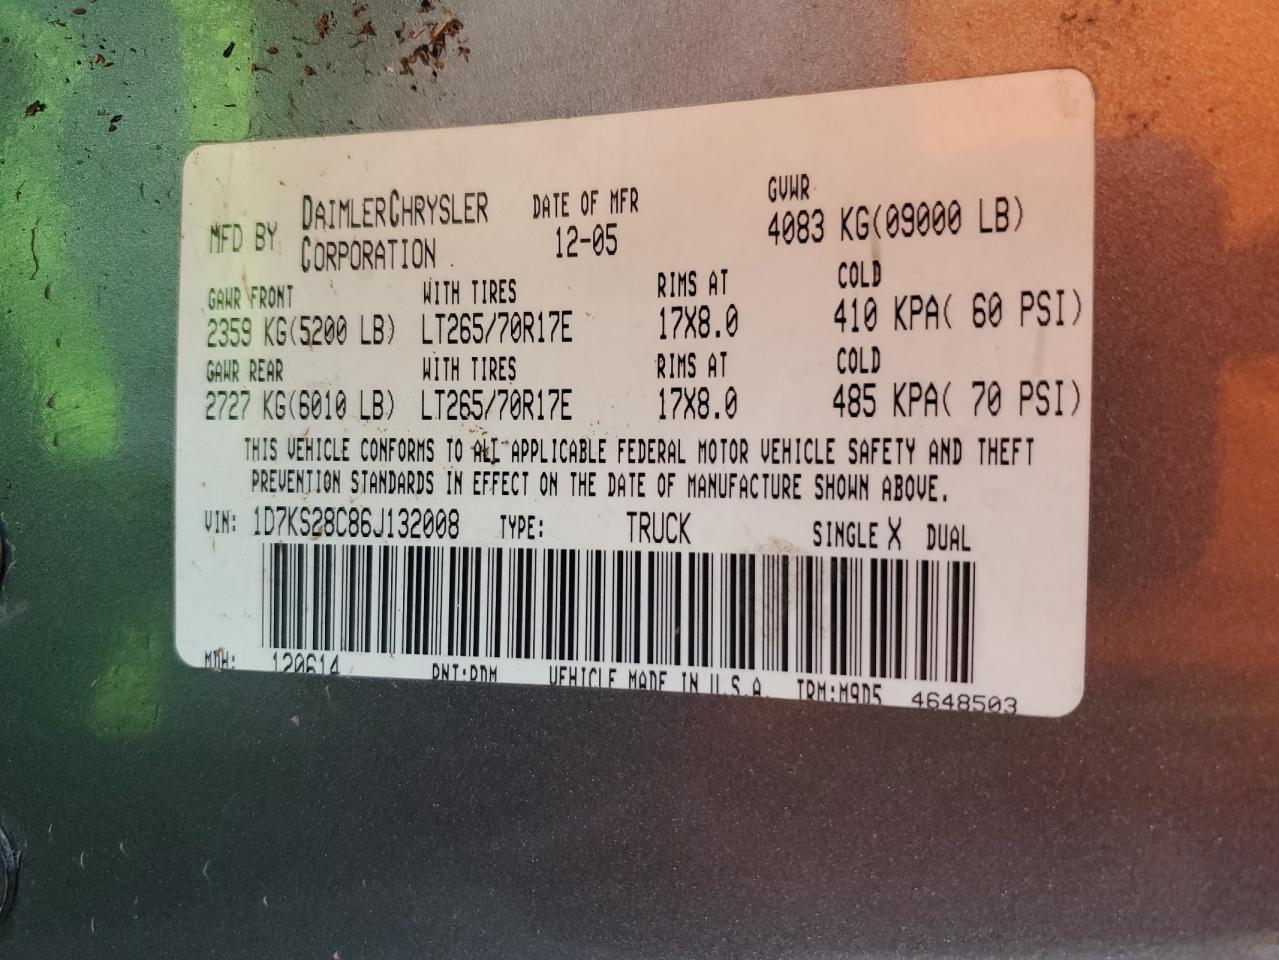 MFD BY DAIMLERCHRYSLER CORPORATION DATE OF MFR 12-05 GVWR 4083 KG(09000 LB)
GAWR FRONT WITH TIRES RIMS AT COLD
2359 KG(5200 LB) LT265/70R17E 17X8.0 410 KPA( 60 PSI)
GAWR REAR WITH TIRES RIMS AT COLD
2727 KG(6010 LB) LT265/70R17E 17X8.0 485 KPA( 70 PSI)
THIS VEHICLE CONFORMS TO ALL APPLICABLE FEDERAL MOTOR VEHICLE SAFETY AND THEFT
PREVENTION STANDARDS IN EFFECT ON THE DATE OF MANUFACTURE SHOWN ABOVE.
VIN: 1D7KS28C86J132008 TYPE: TRUCK SINGLE X DUAL
MDH: 120614 PNT:PDM VEHICLE MADE IN U.S.A. TRM:M9D5 4648503